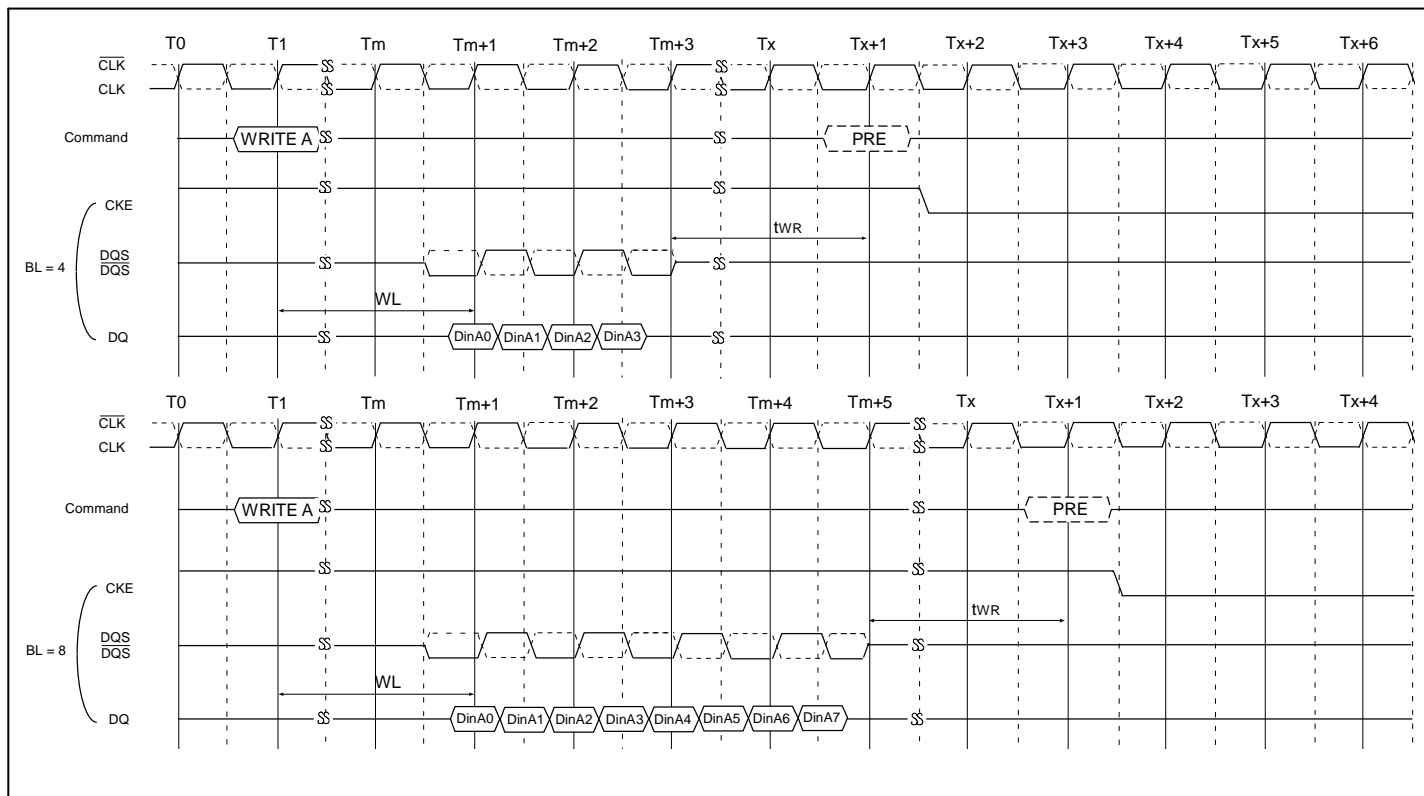 T0 T1 Tm Tm+1 Tm+2 Tm+3 Tx Tx+1 Tx+2 Tx+3 Tx+4 Tx+5 Tx+6
CLK
CLK
Command WRITE A PRE
CKE
tWR
DQS
BL = 4
DQS
WL
DQ DinA0 DinA1 DinA2 DinA3
T0 T1 Tm Tm+1 Tm+2 Tm+3 Tm+4 Tm+5 Tx Tx+1 Tx+2 Tx+3 Tx+4
CLK
CLK
Command WRITE A PRE
CKE
tWR
DQS
BL = 8
DQS
WL
DQ DinA0 DinA1 DinA2 DinA3 DinA4 DinA5 DinA6 DinA7